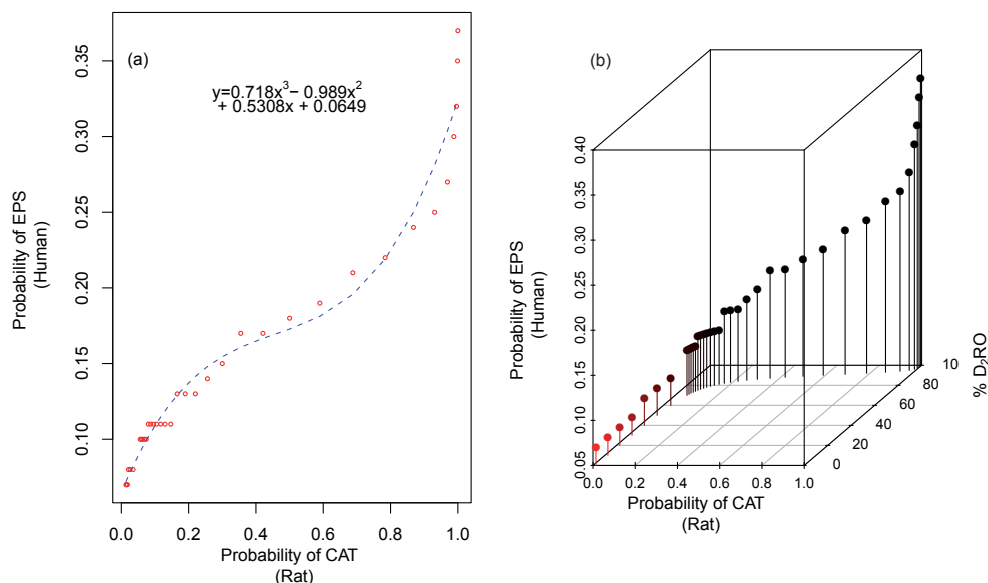 (a)
y=0.718x³− 0.989x²
+ 0.5308x + 0.0649
0.35
0.30
0.25
0.20
0.15
0.10
Probability of EPS
(Human)
0.0 0.2 0.4 0.6 0.8 1.0
Probability of CAT
(Rat)
(b)
0.40
0.35
0.30
0.25
0.20
0.15
0.10
0.05
Probability of EPS
(Human)
0.0 0.2 0.4 0.6 0.8 1.0
Probability of CAT
(Rat)
0
20
40
60
80
10
% D₂RO